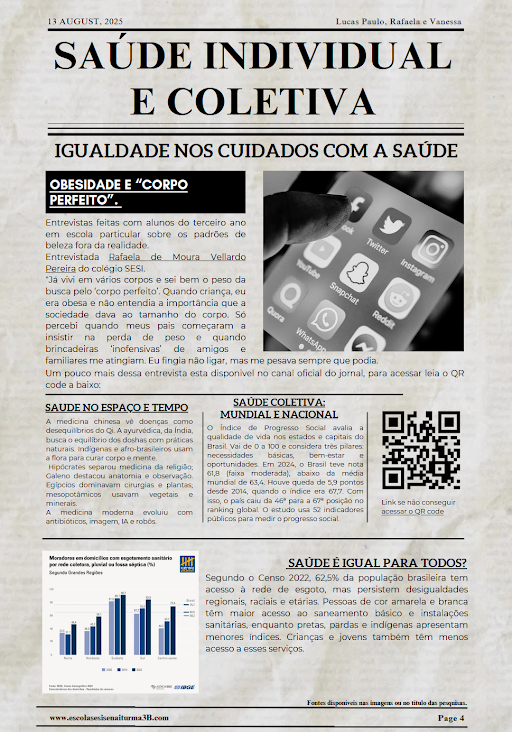 13 AUGUST, 2025
Lucas Paulo, Rafaela e Vanessa
SAÚDE INDIVIDUAL
E COLETIVA
IGUALDADE NOS CUIDADOS COM A SAÚDE
OBESIDADE E “CORPO
PERFEITO”.
Entrevistas feitas com alunos do terceiro ano
em escola particular sobre os padrões de
beleza fora da realidade.
Entrevistada Rafaela de Moura Vellardo
Pereira do colégio SESI.
“Já vivi em vários corpos e sei bem o peso da
busca pelo ‘corpo perfeito’. Quando criança, eu
era obesa e não entendia a importância que a
sociedade dava ao tamanho do corpo. Só
percebi quando meus pais começaram a
insistir na perda de peso e quando
brincadeiras ‘inofensivas’ de amigos e
familiares me atingiam. Eu fingia não ligar, mas me pesava sempre que podia.
Um pouco mais dessa entrevista esta disponivel no canal oficial do jornal, para acessar leia o QR
code a baixo:
Twitter
Instagram
YouTube
Snapchat
Reddit
Quora
WhatsApp
SAUDE NO ESPAÇO E TEMPO
A medicina chinesa vê doenças como
desequilíbrios do Qi. A ayurvédica, da Índia,
busca o equilíbrio dos doshas com práticas
naturais. Indígenas e afro-brasileiros usam
a flora para curar corpo e mente.
Hipócrates separou medicina da religião;
Galeno destacou anatomia e observação.
Egípcios dominavam cirurgias e plantas;
mesopotâmicos usavam vegetais e
minerais.
A medicina moderna evoluiu com
antibióticos, imagem, IA e robôs.
SAÚDE COLETIVA:
MUNDIAL E NACIONAL
O Índice de Progresso Social avalia a
qualidade de vida nos estados e capitais do
Brasil. Vai de 0 a 100 e considera três pilares:
necessidades básicas, bem-estar e
oportunidades. Em 2024, o Brasil teve nota
61,8 (faixa moderada), abaixo da média
mundial de 63,4. Houve queda de 5,9 pontos
desde 2014, quando o índice era 67,7. Com
isso, o país caiu da 46ª para a 67ª posição no
ranking global. O estudo usa 52 indicadores
públicos para medir o progresso social.
Link se não conseguir
acessar o QR code
Moradores em domicílios com esgotamento sanitário
por rede coletora, pluvial ou fossa séptica (%)
Segundo Grandes Regiões
Norte
Nordeste
Sudeste
Sul
Centro-Oeste
IBGE
SAÚDE É IGUAL PARA TODOS?
Segundo o Censo 2022, 62,5% da população brasileira tem
acesso à rede de esgoto, mas persistem desigualdades
regionais, raciais e etárias. Pessoas de cor amarela e branca
têm maior acesso ao saneamento básico e instalações
sanitárias, enquanto pretas, pardas e indígenas apresentam
menores índices. Crianças e jovens também têm menos
acesso a esses serviços.
Fontes disponíveis nas imagens ou no título das pesquisas.
www.escolasesisenaiturma3B.com
Page 4